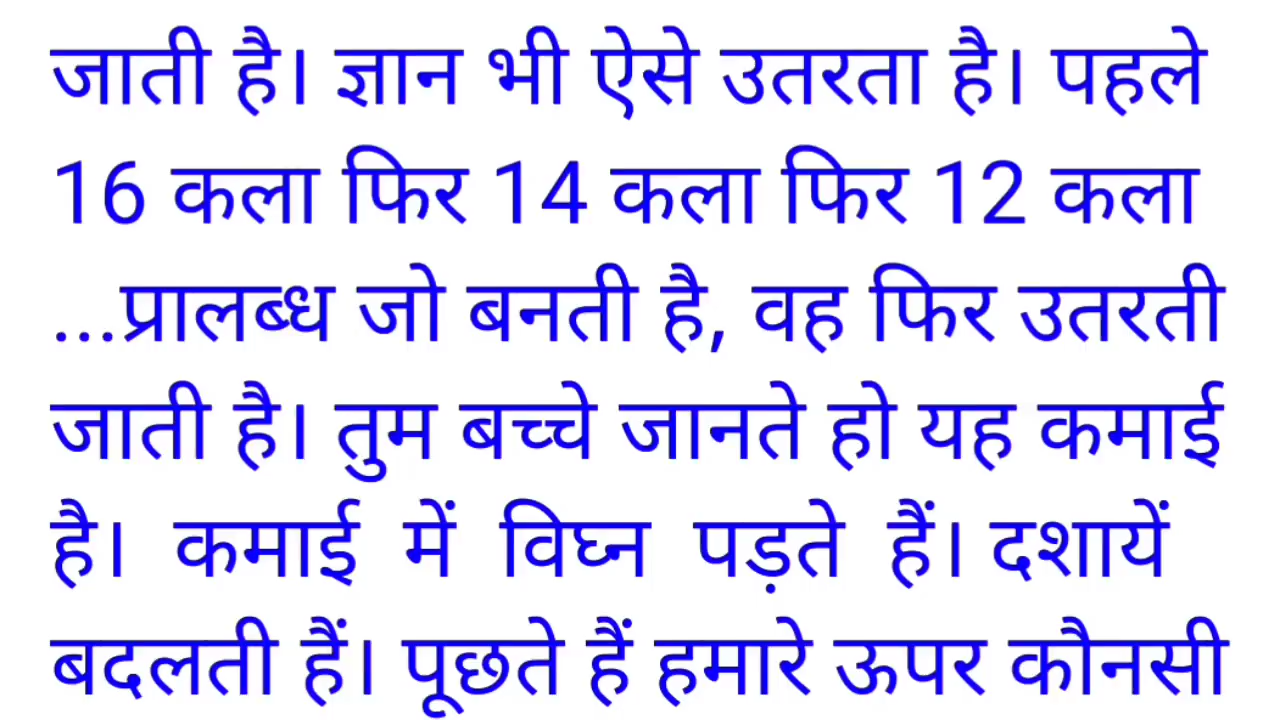 जाती है। ज्ञान भी ऐसे उतरता है। पहले
16 कला फिर 14 कला फिर 12 कला
...प्रालब्ध जो बनती है, वह फिर उतरती
जाती है। तुम बच्चे जानते हो यह कमाई
है। कमाई में विघ्न पड़ते हैं। दशायें
बदलती हैं। पूछते हैं हमारे ऊपर कौनसी